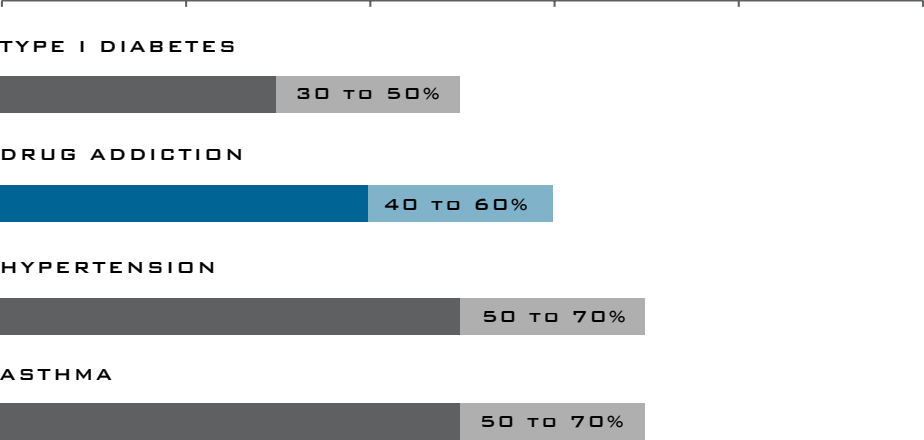 TYPE I DIABETES
30 TO 50%
DRUG ADDICTION
40 TO 60%
HYPERTENSION
50 TO 70%
ASTHMA
50 TO 70%